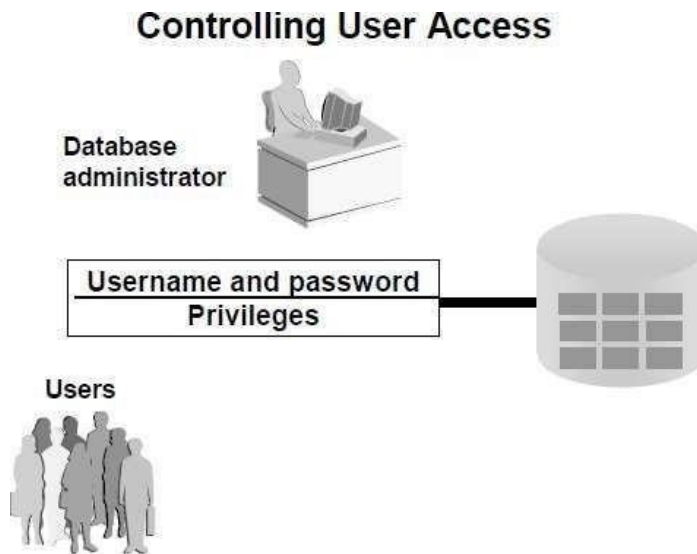 Controlling User Access
Database
administrator
Username and password
Privileges
Users